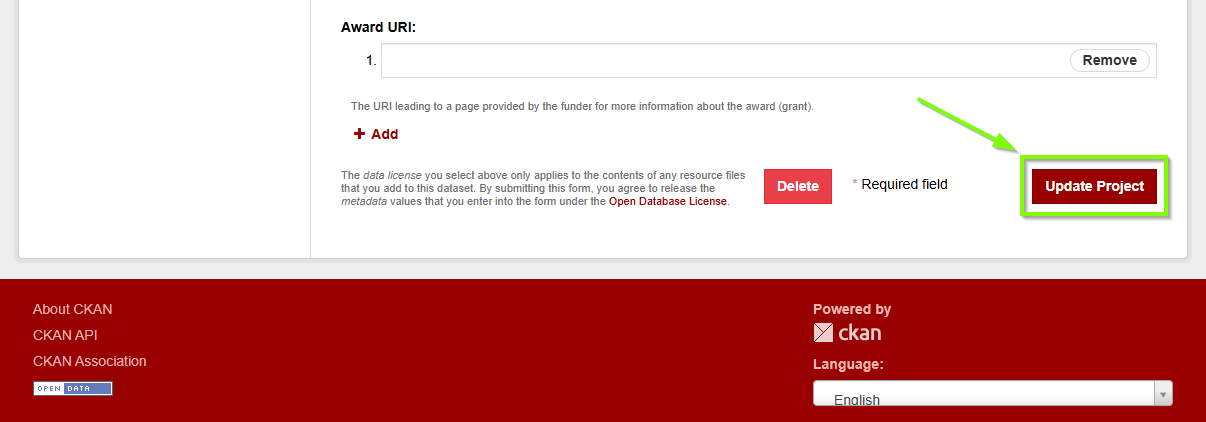 Award URI:
1.
Remove
The URI leading to a page provided by the funder for more information about the award (grant).
+ Add
The data license you select above only applies to the contents of any resource files
that you add to this dataset. By submitting this form, you agree to release the
metadata values that you enter into the form under the Open Database License.
Delete
* Required field
Update Project
About CKAN
CKAN API
CKAN Association
OPEN DATA
Powered by
ckan
Language:
English